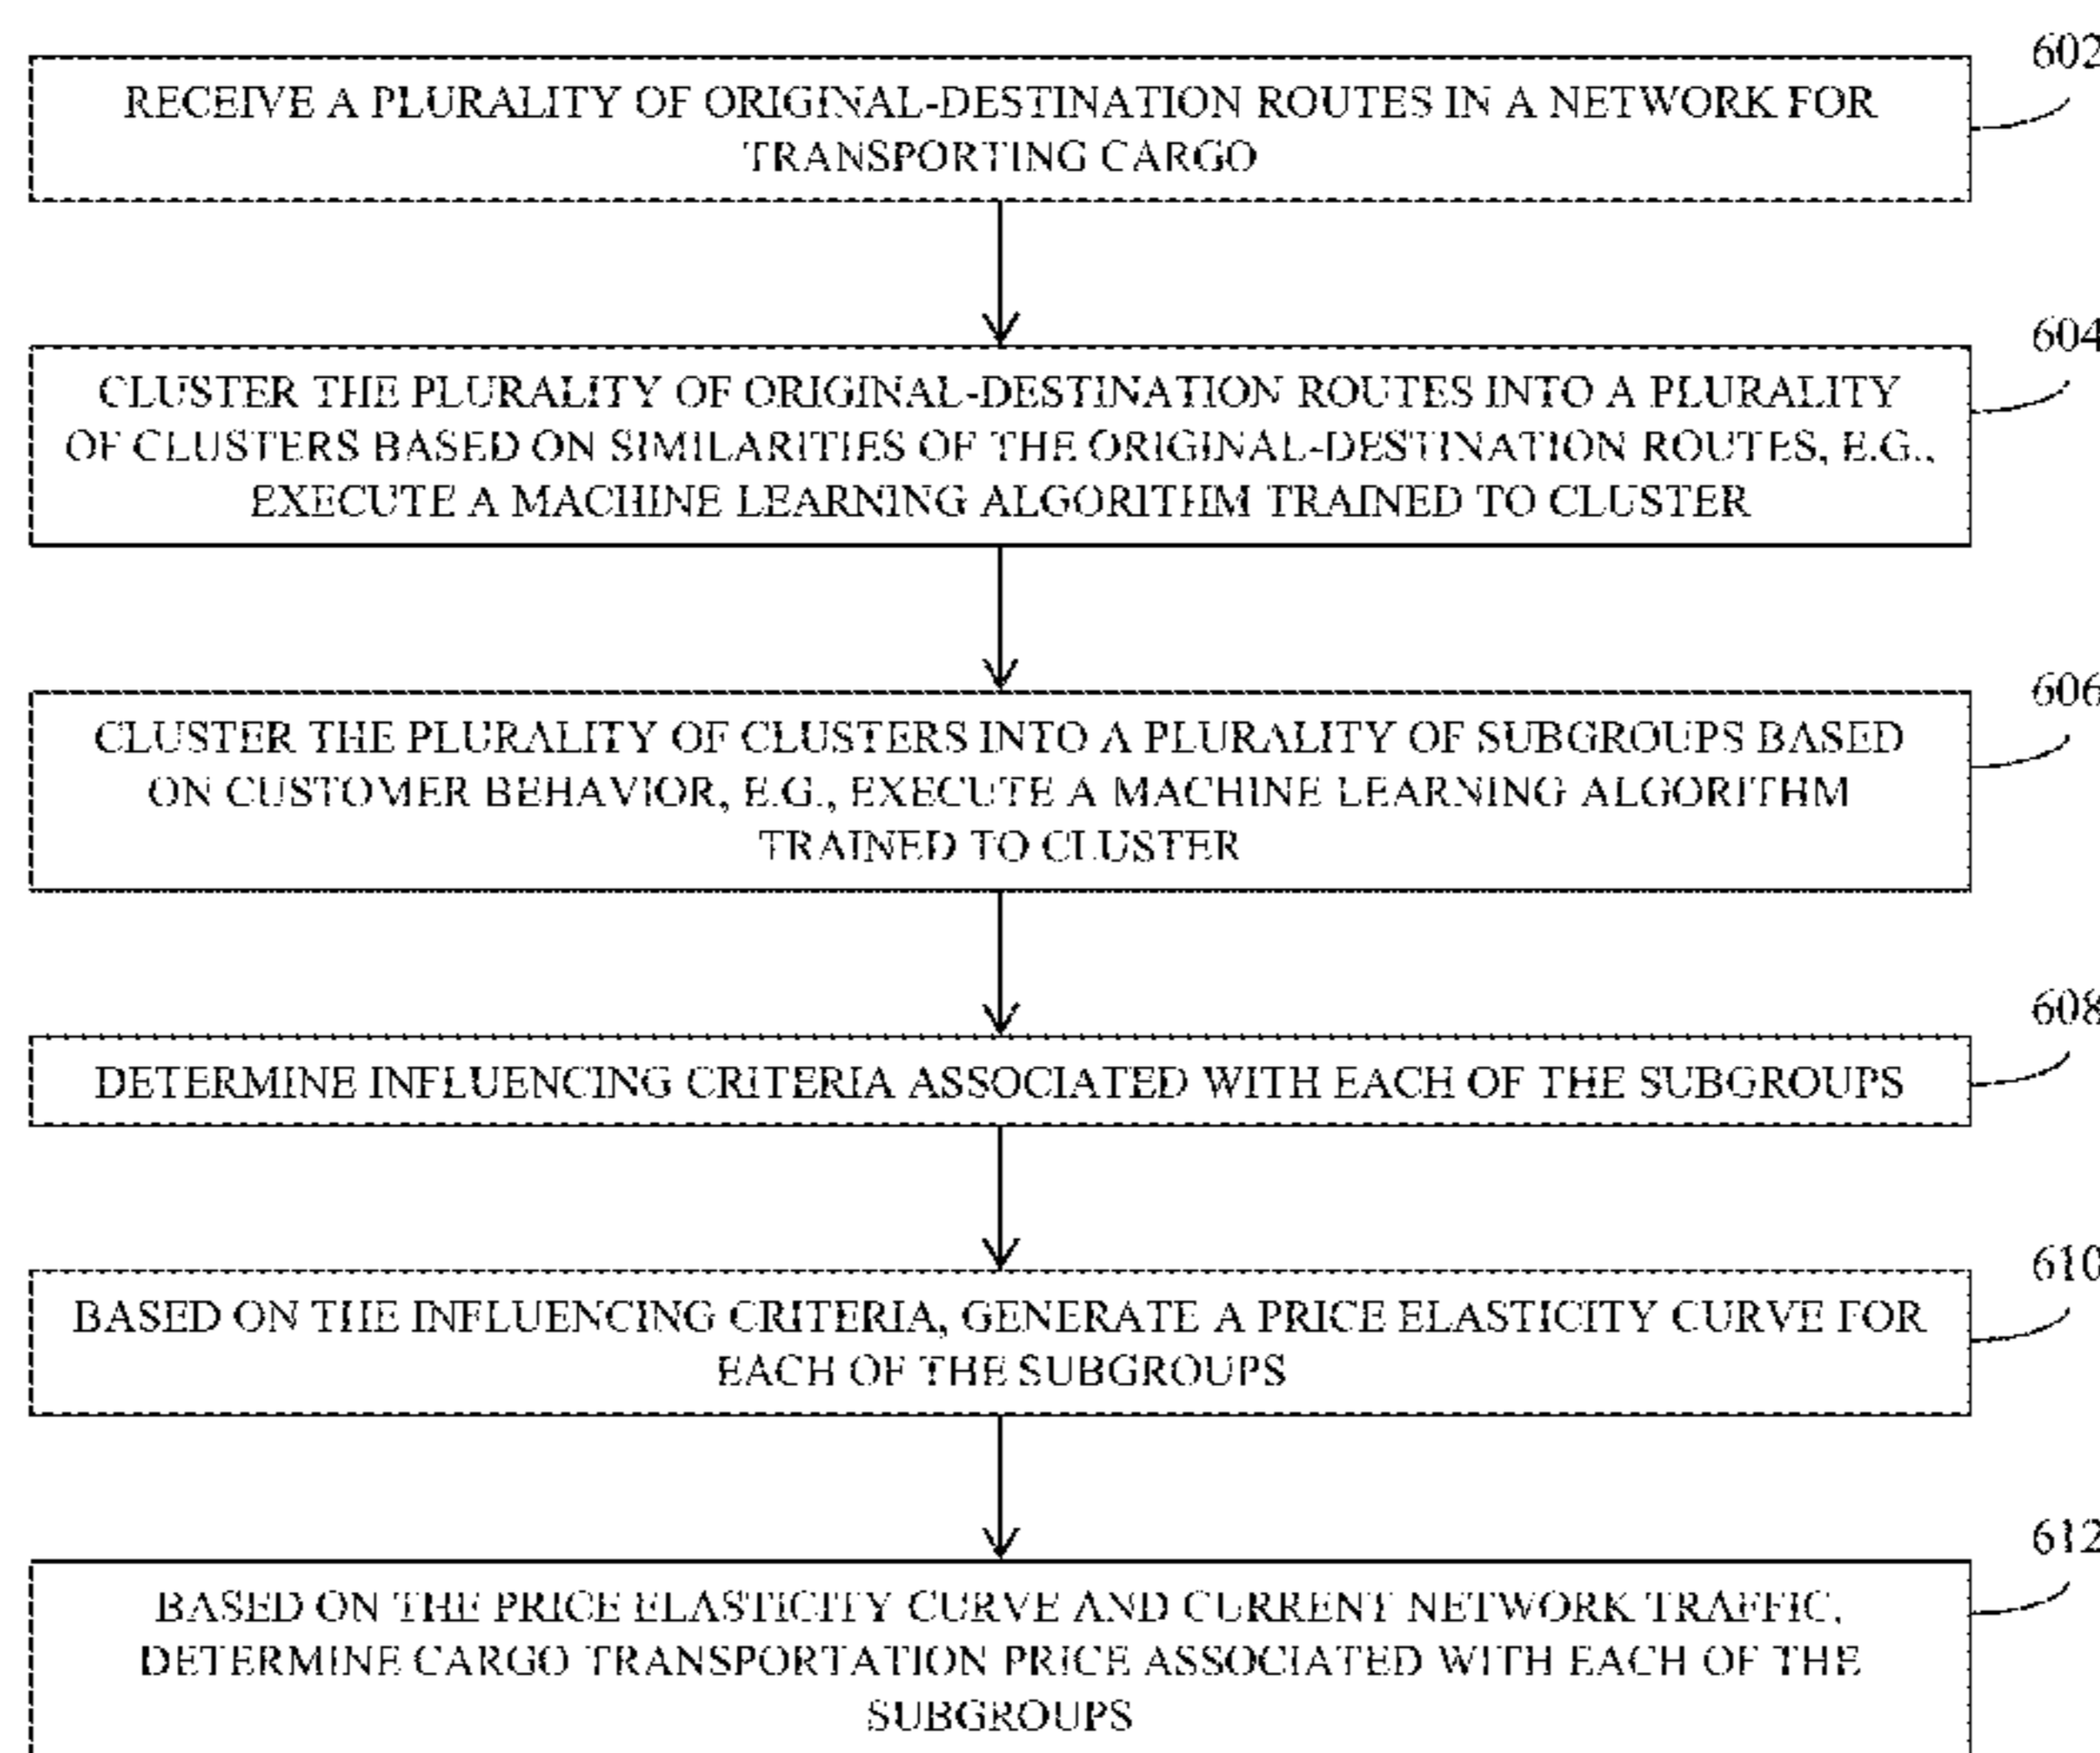 602
RECEIVE A PLURALITY OF ORIGINAL-DESTINATION ROUTES IN A NETWORK FOR
TRANSPORTING CARGO
604
CLUSTER THE PLURALITY OF ORIGINAL-DESTINATION ROUTES INTO A PLURALITY
OF CLUSTERS BASED ON SIMILARITIES OF THE ORIGINAL-DESTINATION ROUTES, E.G.,
EXECUTE A MACHINE LEARNING ALGORITHM TRAINED TO CLUSTER
606
CLUSTER THE PLURALITY OF CLUSTERS INTO A PLURALITY OF SUBGROUPS BASED
ON CUSTOMER BEHAVIOR, E.G., EXECUTE A MACHINE LEARNING ALGORITHM
TRAINED TO CLUSTER
608
DETERMINE INFLUENCING CRITERIA ASSOCIATED WITH EACH OF THE SUBGROUPS
610
BASED ON THE INFLUENCING CRITERIA, GENERATE A PRICE ELASTICITY CURVE FOR
EACH OF THE SUBGROUPS
612
BASED ON THE PRICE ELASTICITY CURVE AND CURRENT NETWORK TRAFFIC,
DETERMINE CARGO TRANSPORTATION PRICE ASSOCIATED WITH EACH OF THE
SUBGROUPS